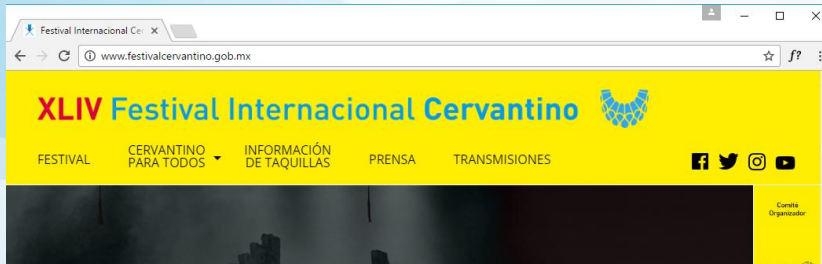 Festival Internacional Cer
www.festivalcervantino.gob.mx
f?
XLIV Festival Internacional Cervantino
FESTIVAL
CERVANTINO
PARA TODOS
INFORMACIÓN
DE TAQUILLAS
PRENSA
TRANSMISIONES
Comité
Organizador